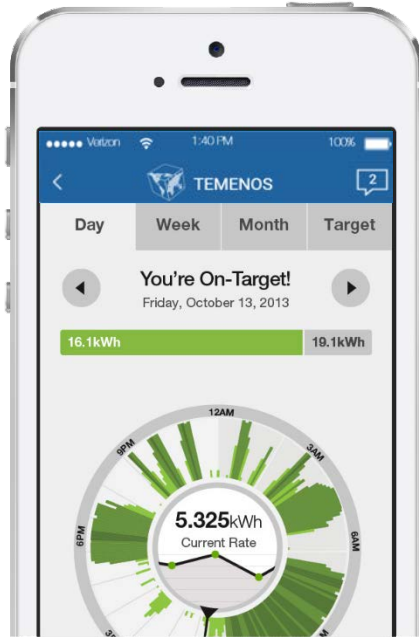 Verizon 1:40 PM 100%
TEMENOS 2
Day Week Month Target
You're On-Target!
Friday, October 13, 2013
16.1kWh 19.1kWh
12AM
9PM 3AM
5.325kWh
Current Rate
6PM 6AM